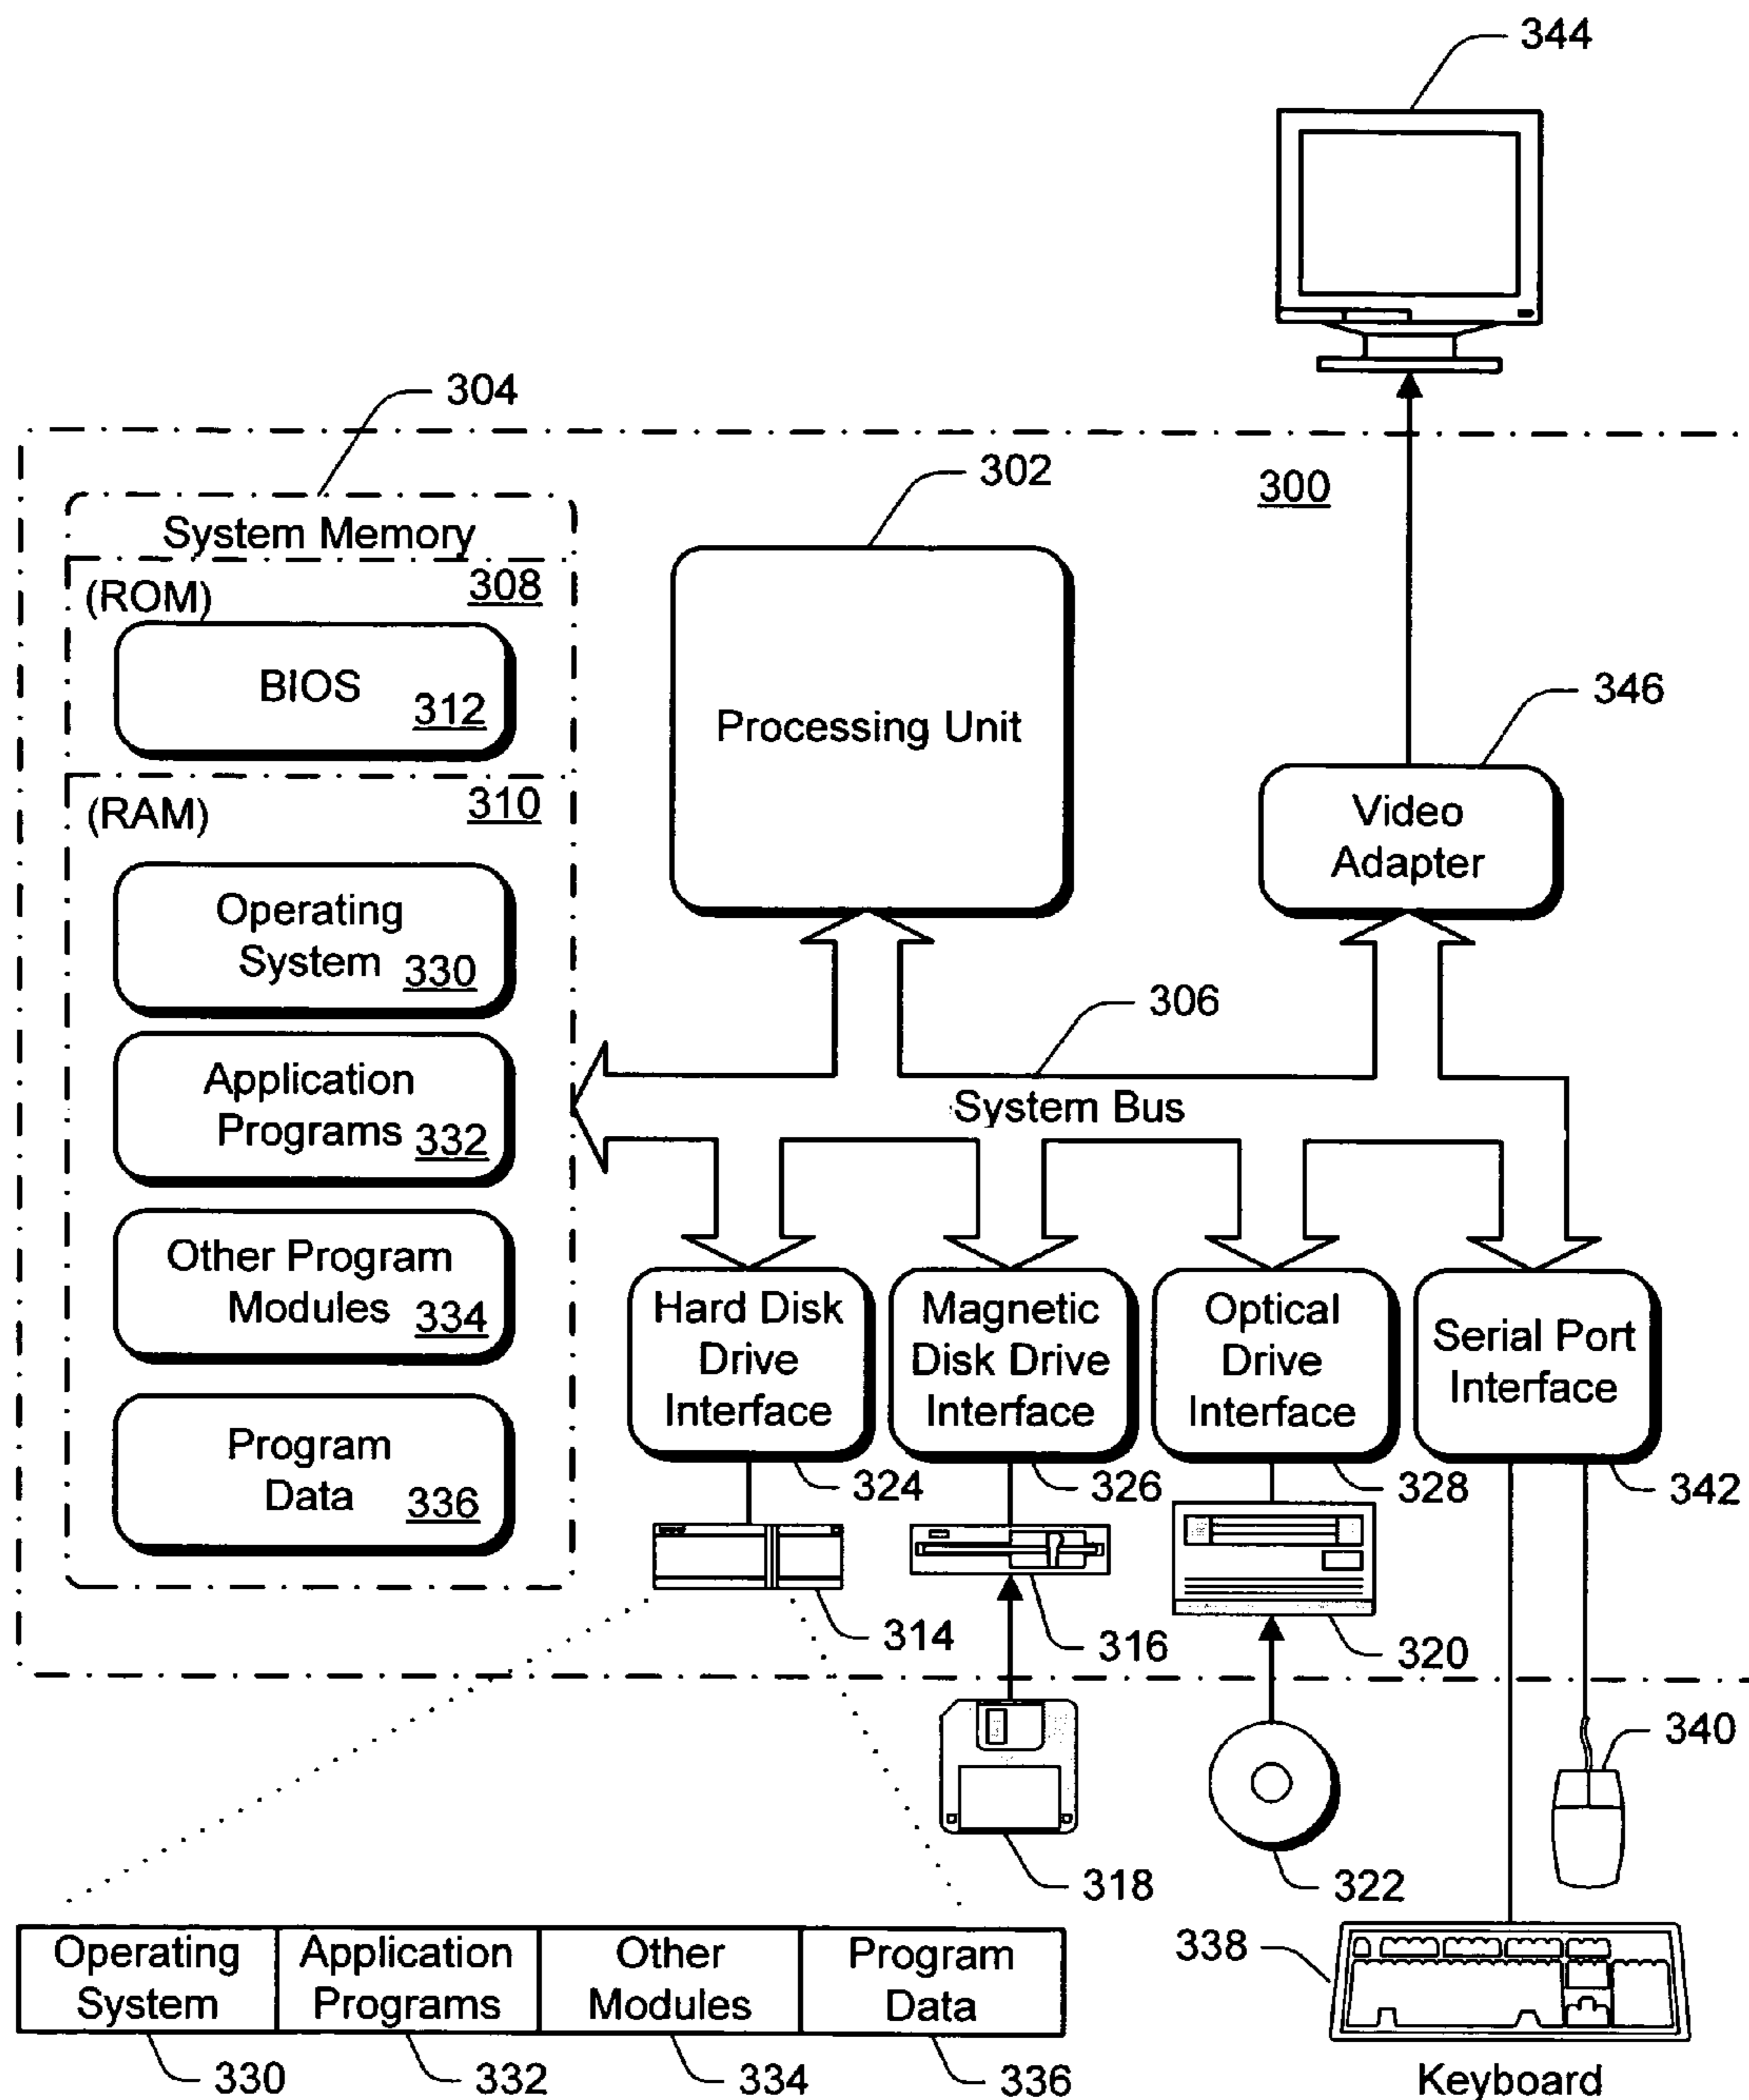 344
304
302
300
System Memory
(ROM) 308
BIOS
312
346
Processing Unit
Video
Adapter
(RAM) 310
Operating
System 330
306
Application
Programs 332
System Bus
Other Program
Modules 334
Hard Disk
Drive
Interface
Magnetic
Disk Drive
Interface
Optical
Drive
Interface
Serial Port
Interface
Program
Data 336
324
326
328
342
314
316
320
340
318
322
338
Operating
System
Application
Programs
Other
Modules
Program
Data
330
332
334
336
Keyboard